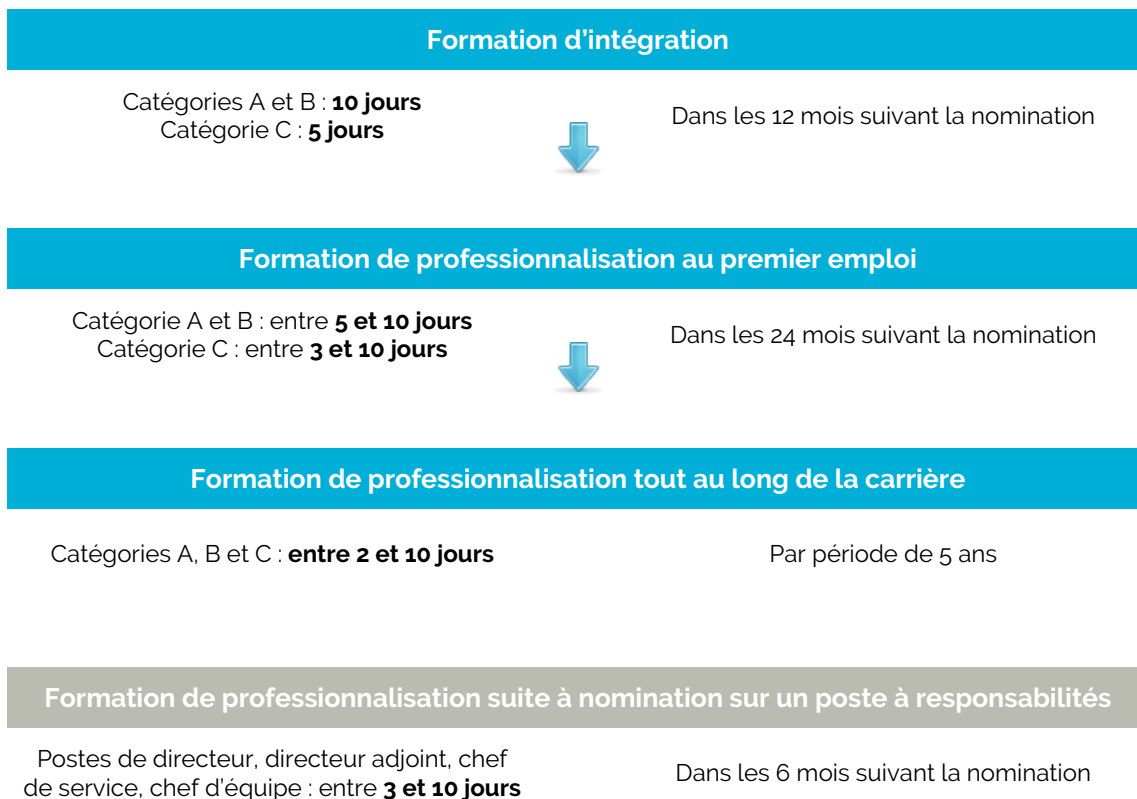 Formation d'intégration
Catégories A et B : 10 jours
Catégorie C : 5 jours
Dans les 12 mois suivant la nomination
Formation de professionnalisation au premier emploi
Catégorie A et B : entre 5 et 10 jours
Catégorie C : entre 3 et 10 jours
Dans les 24 mois suivant la nomination
Formation de professionnalisation tout au long de la carrière
Catégories A, B et C : entre 2 et 10 jours
Par période de 5 ans
Formation de professionnalisation suite à nomination sur un poste à responsabilités
Postes de directeur, directeur adjoint, chef
de service, chef d'équipe : entre 3 et 10 jours
Dans les 6 mois suivant la nomination